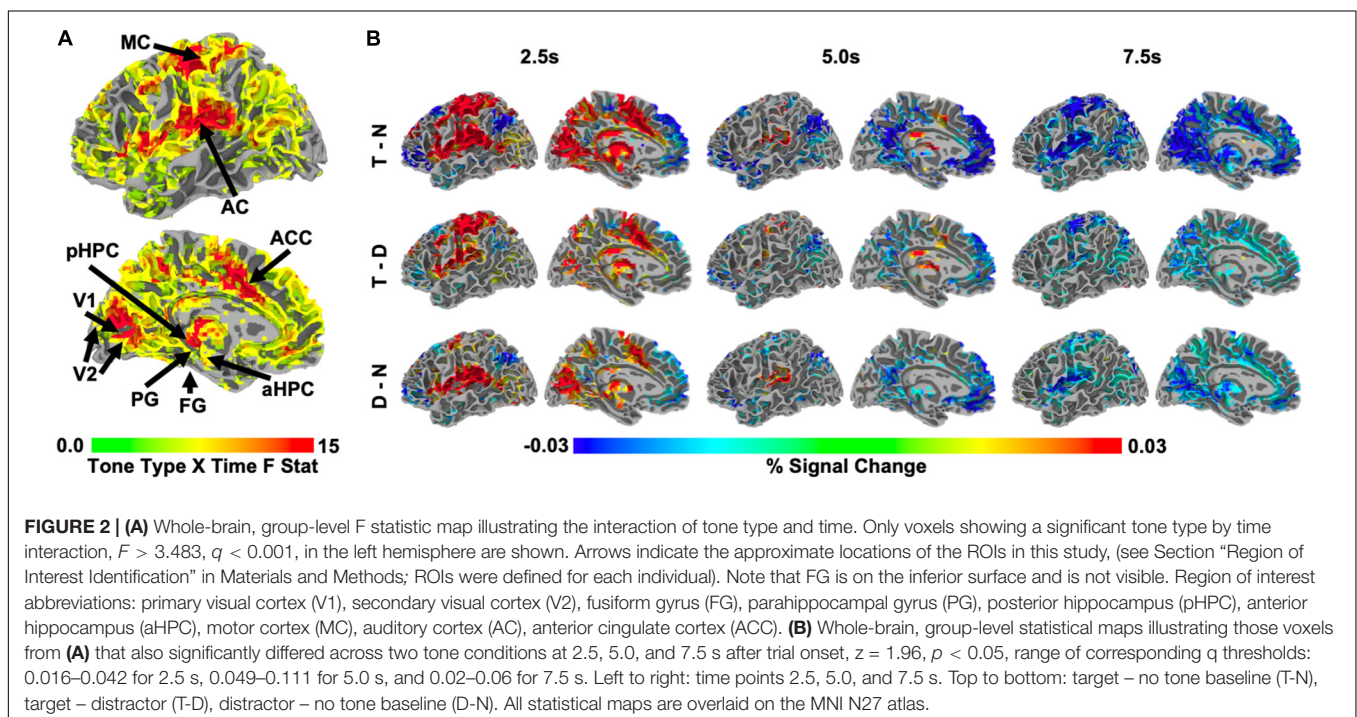 A
MC
AC
pHPC
ACC
V1
V2
PG
FG
aHPC
0.0
15
Tone Type X Time F Stat
B
2.5s
5.0s
7.5s
T - N
T - D
D - N
-0.03
0.03
% Signal Change
FIGURE 2 | (A) Whole-brain, group-level F statistic map illustrating the interaction of tone type and time. Only voxels showing a significant tone type by time
interaction, F > 3.483, q < 0.001, in the left hemisphere are shown. Arrows indicate the approximate locations of the ROIs in this study, (see Section “Region of
Interest Identification” in Materials and Methods; ROIs were defined for each individual). Note that FG is on the inferior surface and is not visible. Region of interest
abbreviations: primary visual cortex (V1), secondary visual cortex (V2), fusiform gyrus (FG), parahippocampal gyrus (PG), posterior hippocampus (pHPC), anterior
hippocampus (aHPC), motor cortex (MC), auditory cortex (AC), anterior cingulate cortex (ACC). (B) Whole-brain, group-level statistical maps illustrating those voxels
from (A) that also significantly differed across two tone conditions at 2.5, 5.0, and 7.5 s after trial onset, z = 1.96, p < 0.05, range of corresponding q thresholds:
0.016–0.042 for 2.5 s, 0.049–0.111 for 5.0 s, and 0.02–0.06 for 7.5 s. Left to right: time points 2.5, 5.0, and 7.5 s. Top to bottom: target – no tone baseline (T-N),
target – distractor (T-D), distractor – no tone baseline (D-N). All statistical maps are overlaid on the MNI N27 atlas.